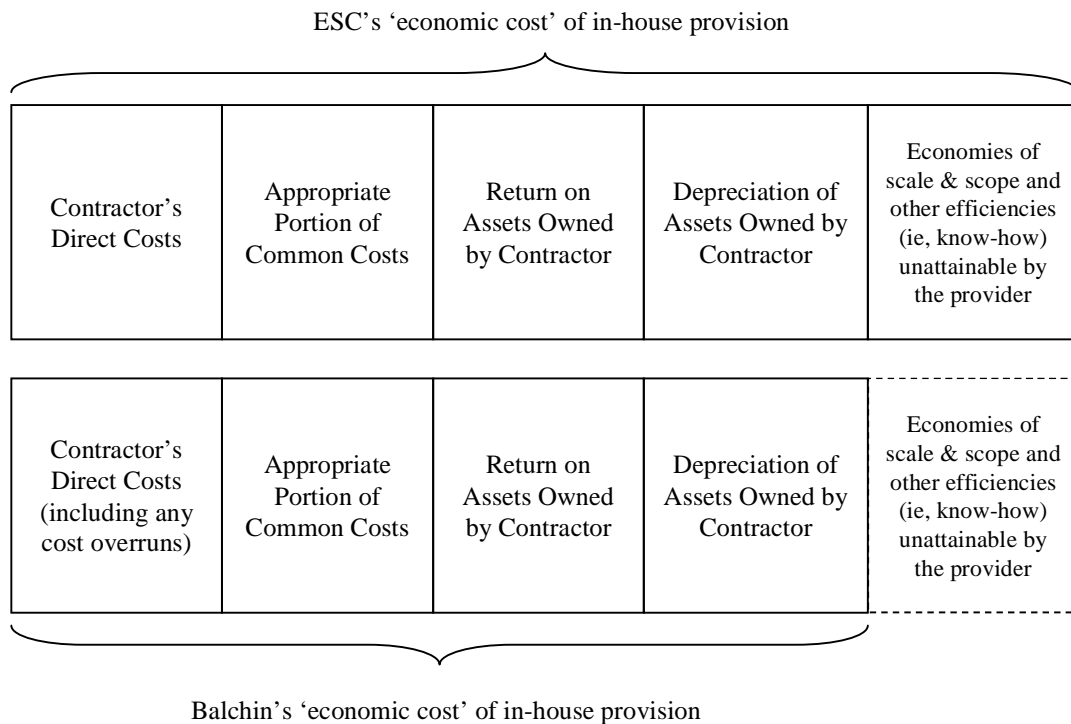 ESC’s ‘economic cost’ of in-house provision
Contractor’s
Direct Costs
Appropriate
Portion of
Common Costs
Return on
Assets Owned
by Contractor
Depreciation of
Assets Owned by
Contractor
Economies of
scale & scope and
other efficiencies
(ie, know-how)
unattainable by
the provider
Contractor’s
Direct Costs
(including any
cost overruns)
Appropriate
Portion of
Common Costs
Return on
Assets Owned
by Contractor
Depreciation of
Assets Owned by
Contractor
Economies of
scale & scope and
other efficiencies
(ie, know-how)
unattainable by
the provider
Balchin’s ‘economic cost’ of in-house provision